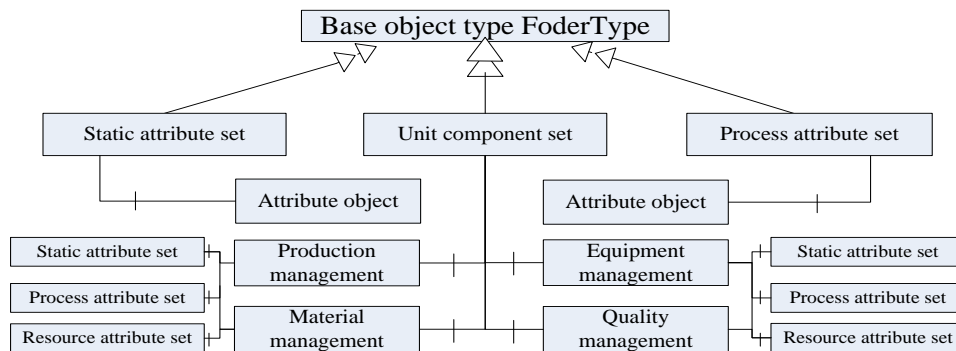 Base object type FoderType
Static attribute set
Unit component set
Process attribute set
Attribute object
Attribute object
Static attribute set
Production
management
Equipment
management
Static attribute set
Process attribute set
Process attribute set
Resource attribute set
Material
management
Quality
management
Resource attribute set